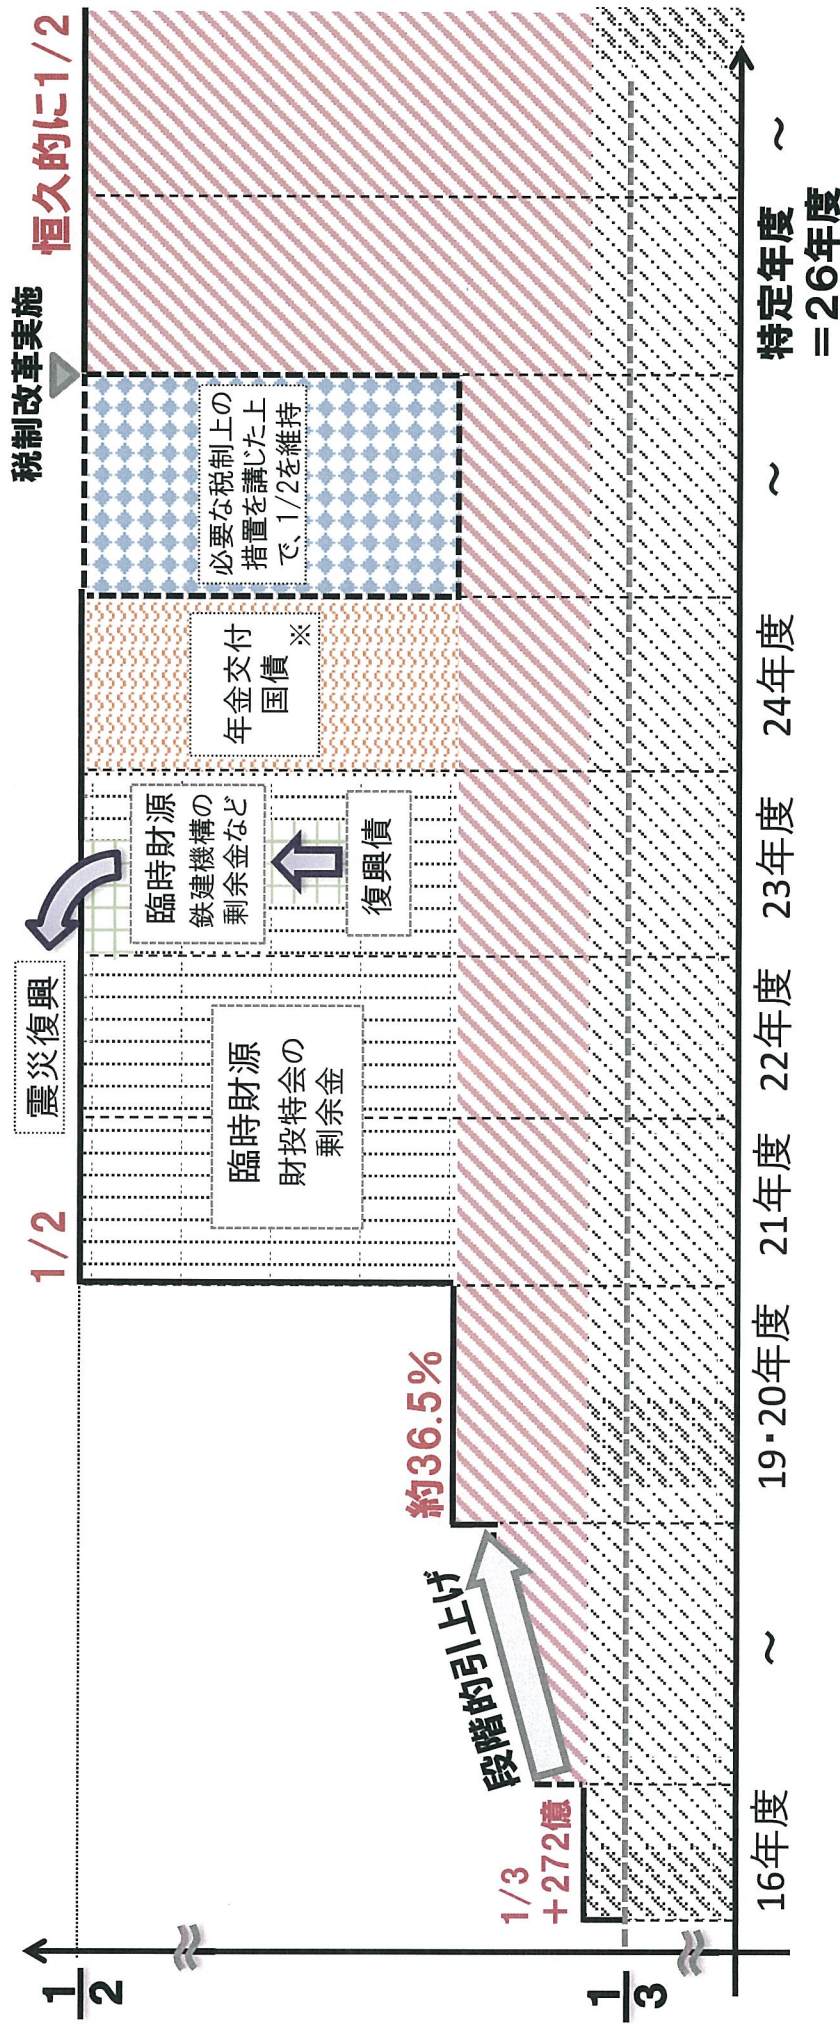 税制改革実施
恒久的に1/2
震災復興
1/2
1
2
臨時財源
財投特会の
剰余金
臨時財源
鉄建機構の
剰余金など
復興債
年金交付
国債
※
必要な税制上の
措置を講じた上
で、1/2を維持
約36.5%
段階的引上げ
1/3
+272億
1
3
16年度
～
19・20年度
21年度
22年度
23年度
24年度
～
特定年度
=26年度
～